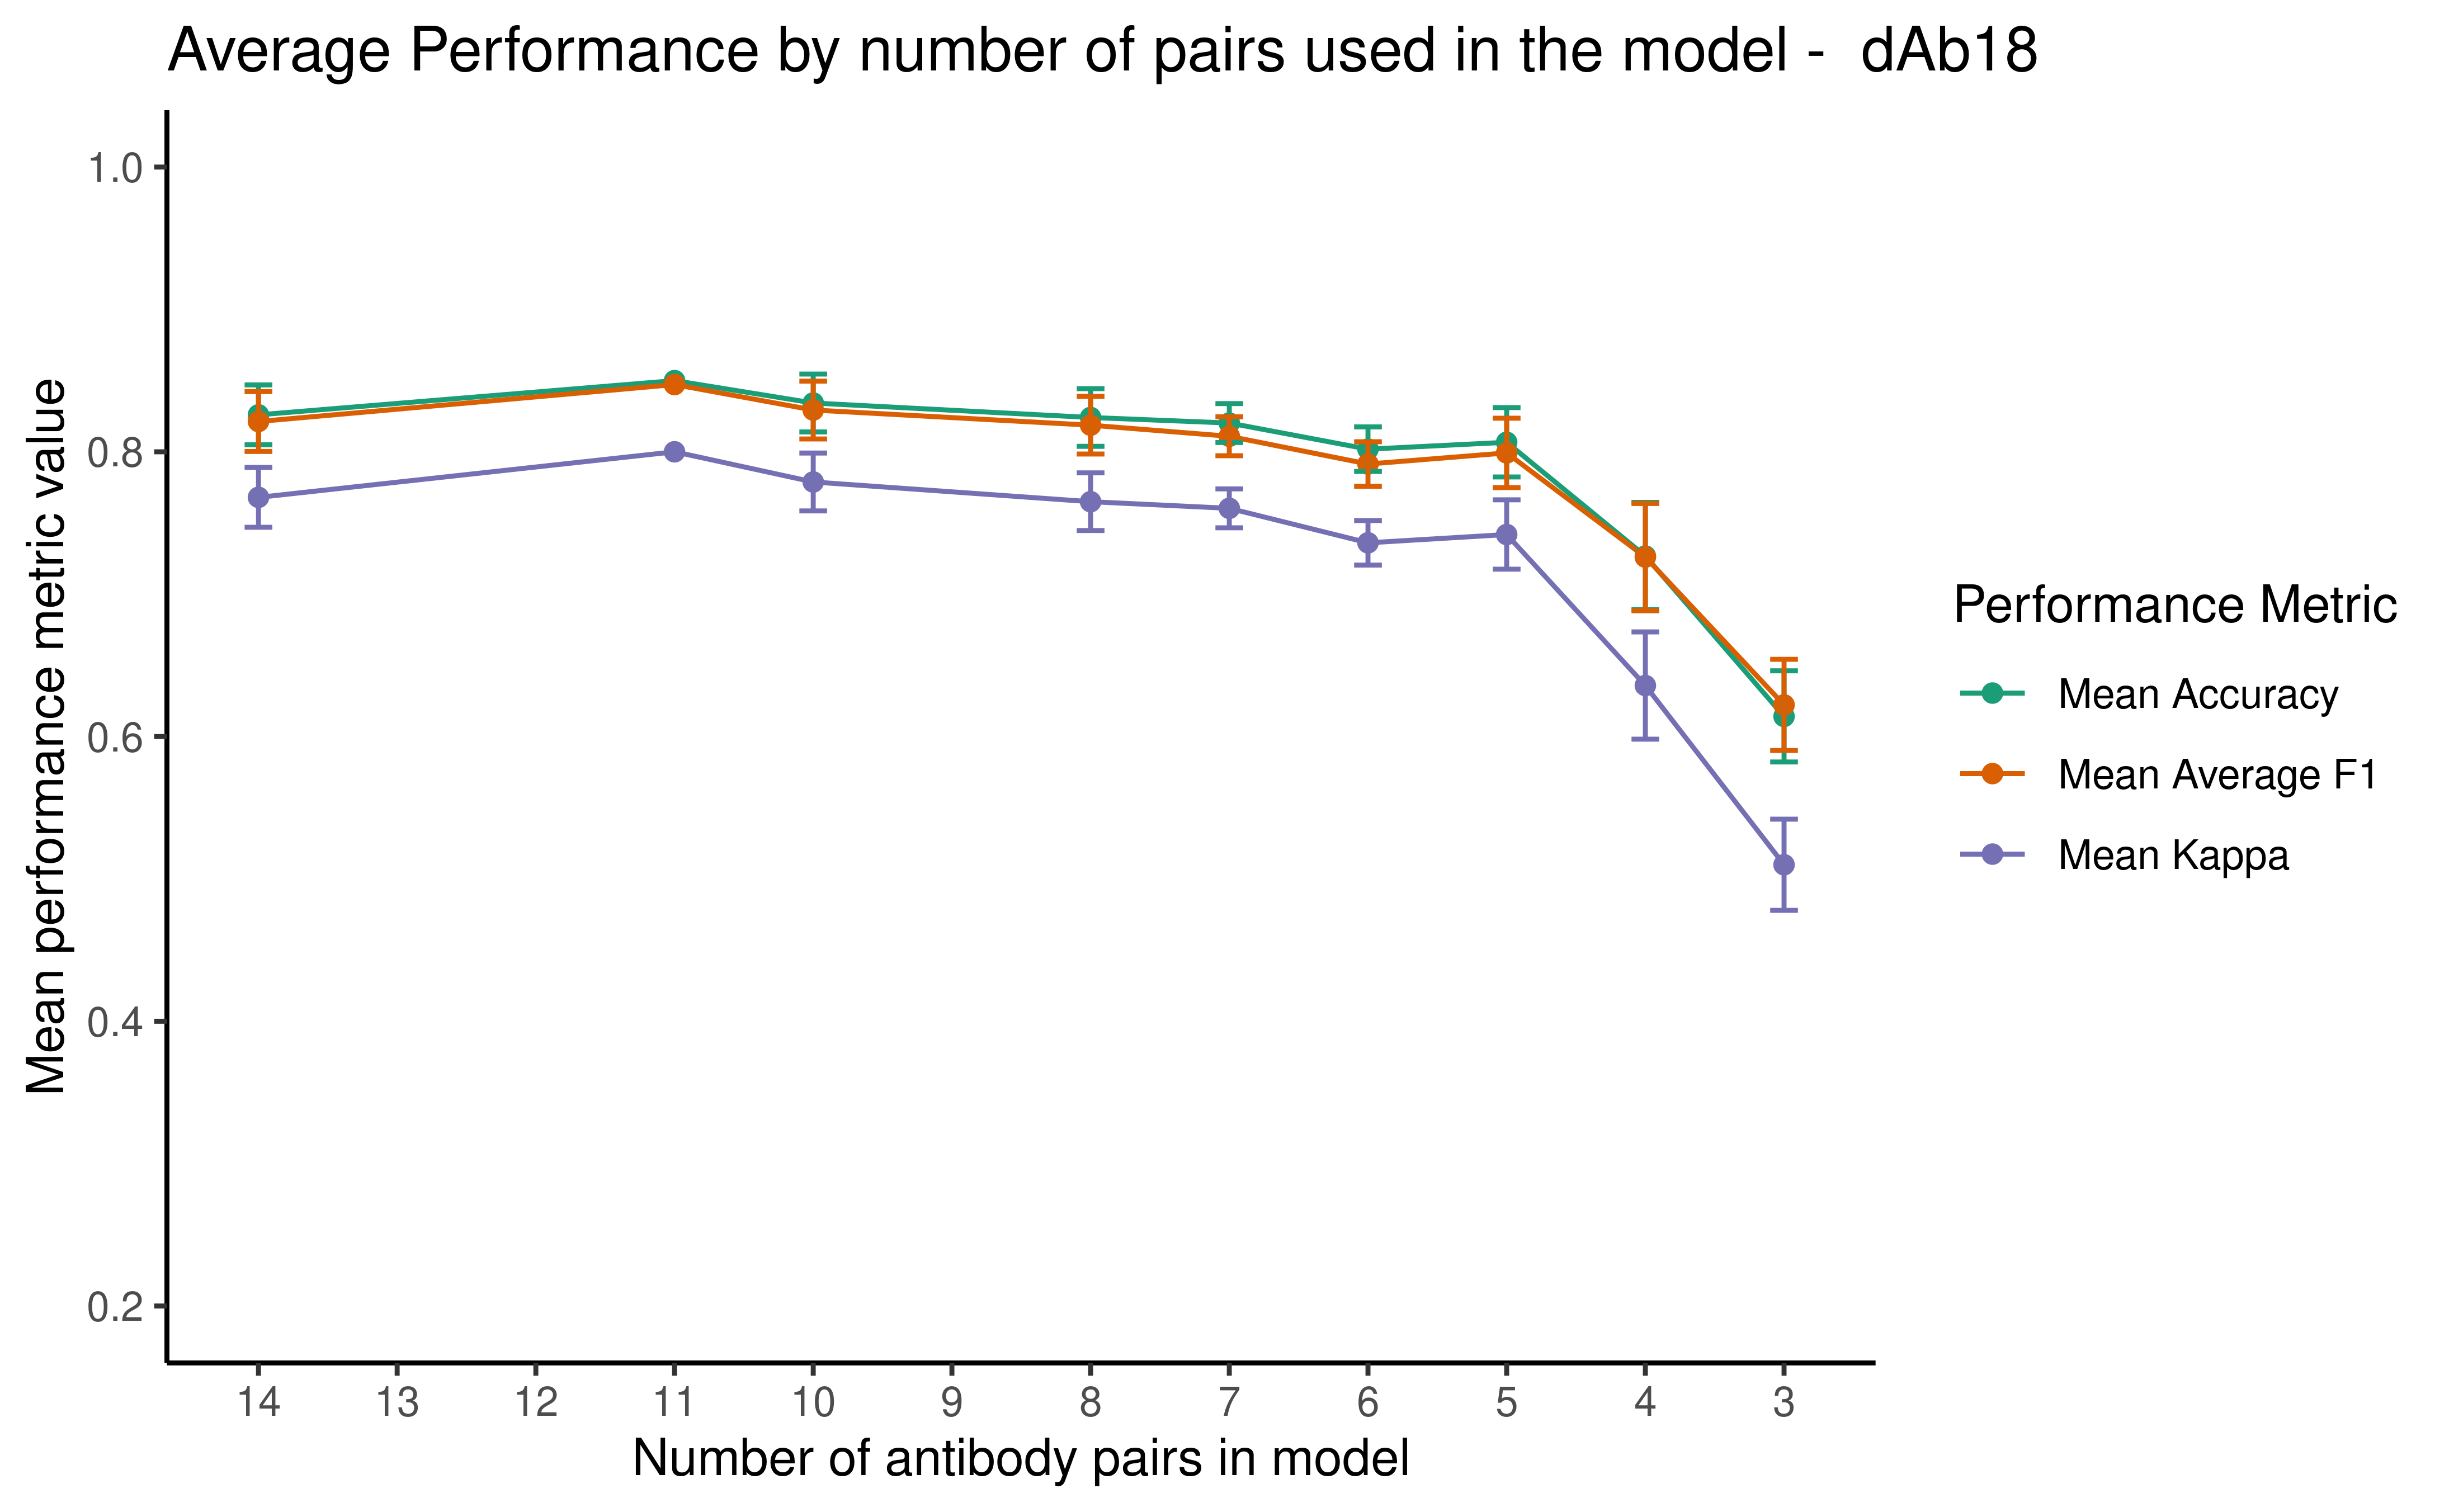 Average Performance by number of pairs used in the model -  dAb18
Mean performance metric value
1.0
0.8
0.6
0.4
0.2
14 13 12 11 10 9 8 7 6 5 4 3
Number of antibody pairs in model
Performance Metric
Mean Accuracy
Mean Average F1
Mean Kappa